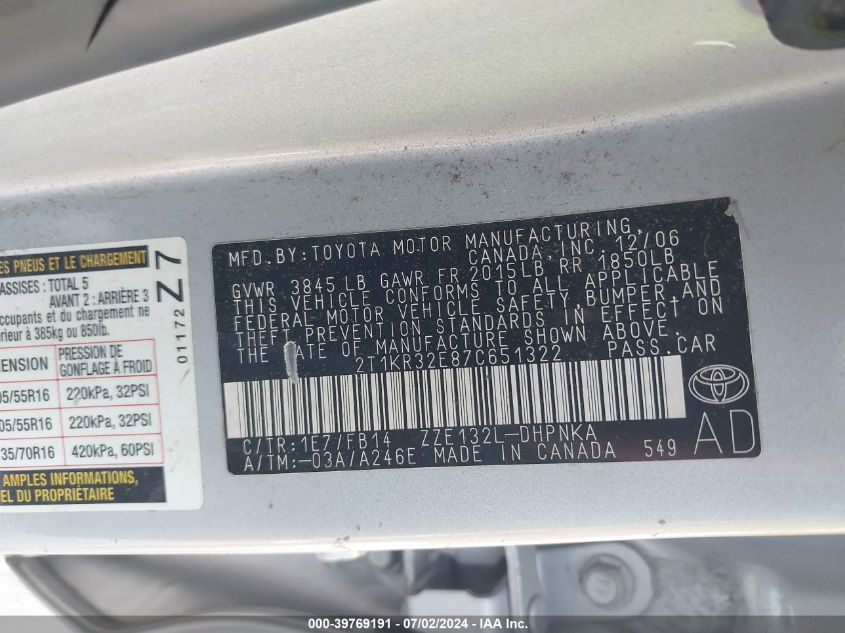 ES PNEUS ET LE CHARGEMENT
ASSISES: TOTAL 5
AVANT 2 : ARRIÈRE 3
ccupants et du chargement ne
érieur à 385kg ou 850lb.
MENSION PRESSION DE GONFLAGE À FROID
05/55R16 220kPa, 32PSI
05/55R16 220kPa, 32PSI
35/70R16 420kPa, 60PSI
AMPLES INFORMATIONS,
EL DU PROPRIÉTAIRE
01172 Z 7
MFD. BY: TOYOTA MOTOR MANUFACTURING,
CANADA, INC. 12/06
GVWR 3845 LB GAWR FR 2015LB RR 1850LB
THIS VEHICLE CONFORMS TO ALL APPLICABLE
FEDERAL MOTOR VEHICLE SAFETY, BUMPER AND
THEFT PREVENTION STANDARDS IN EFFECT ON
THE DATE OF MANUFACTURE SHOWN ABOVE.
2T1KR32E87C651322 PASS.CAR
C/TR:1E7/FB14 ZZE132L-DHPNKA
A/TM:-03A/A246E MADE IN CANADA 549
AD
000-39769191 - 07/02/2024 - IAA Inc.